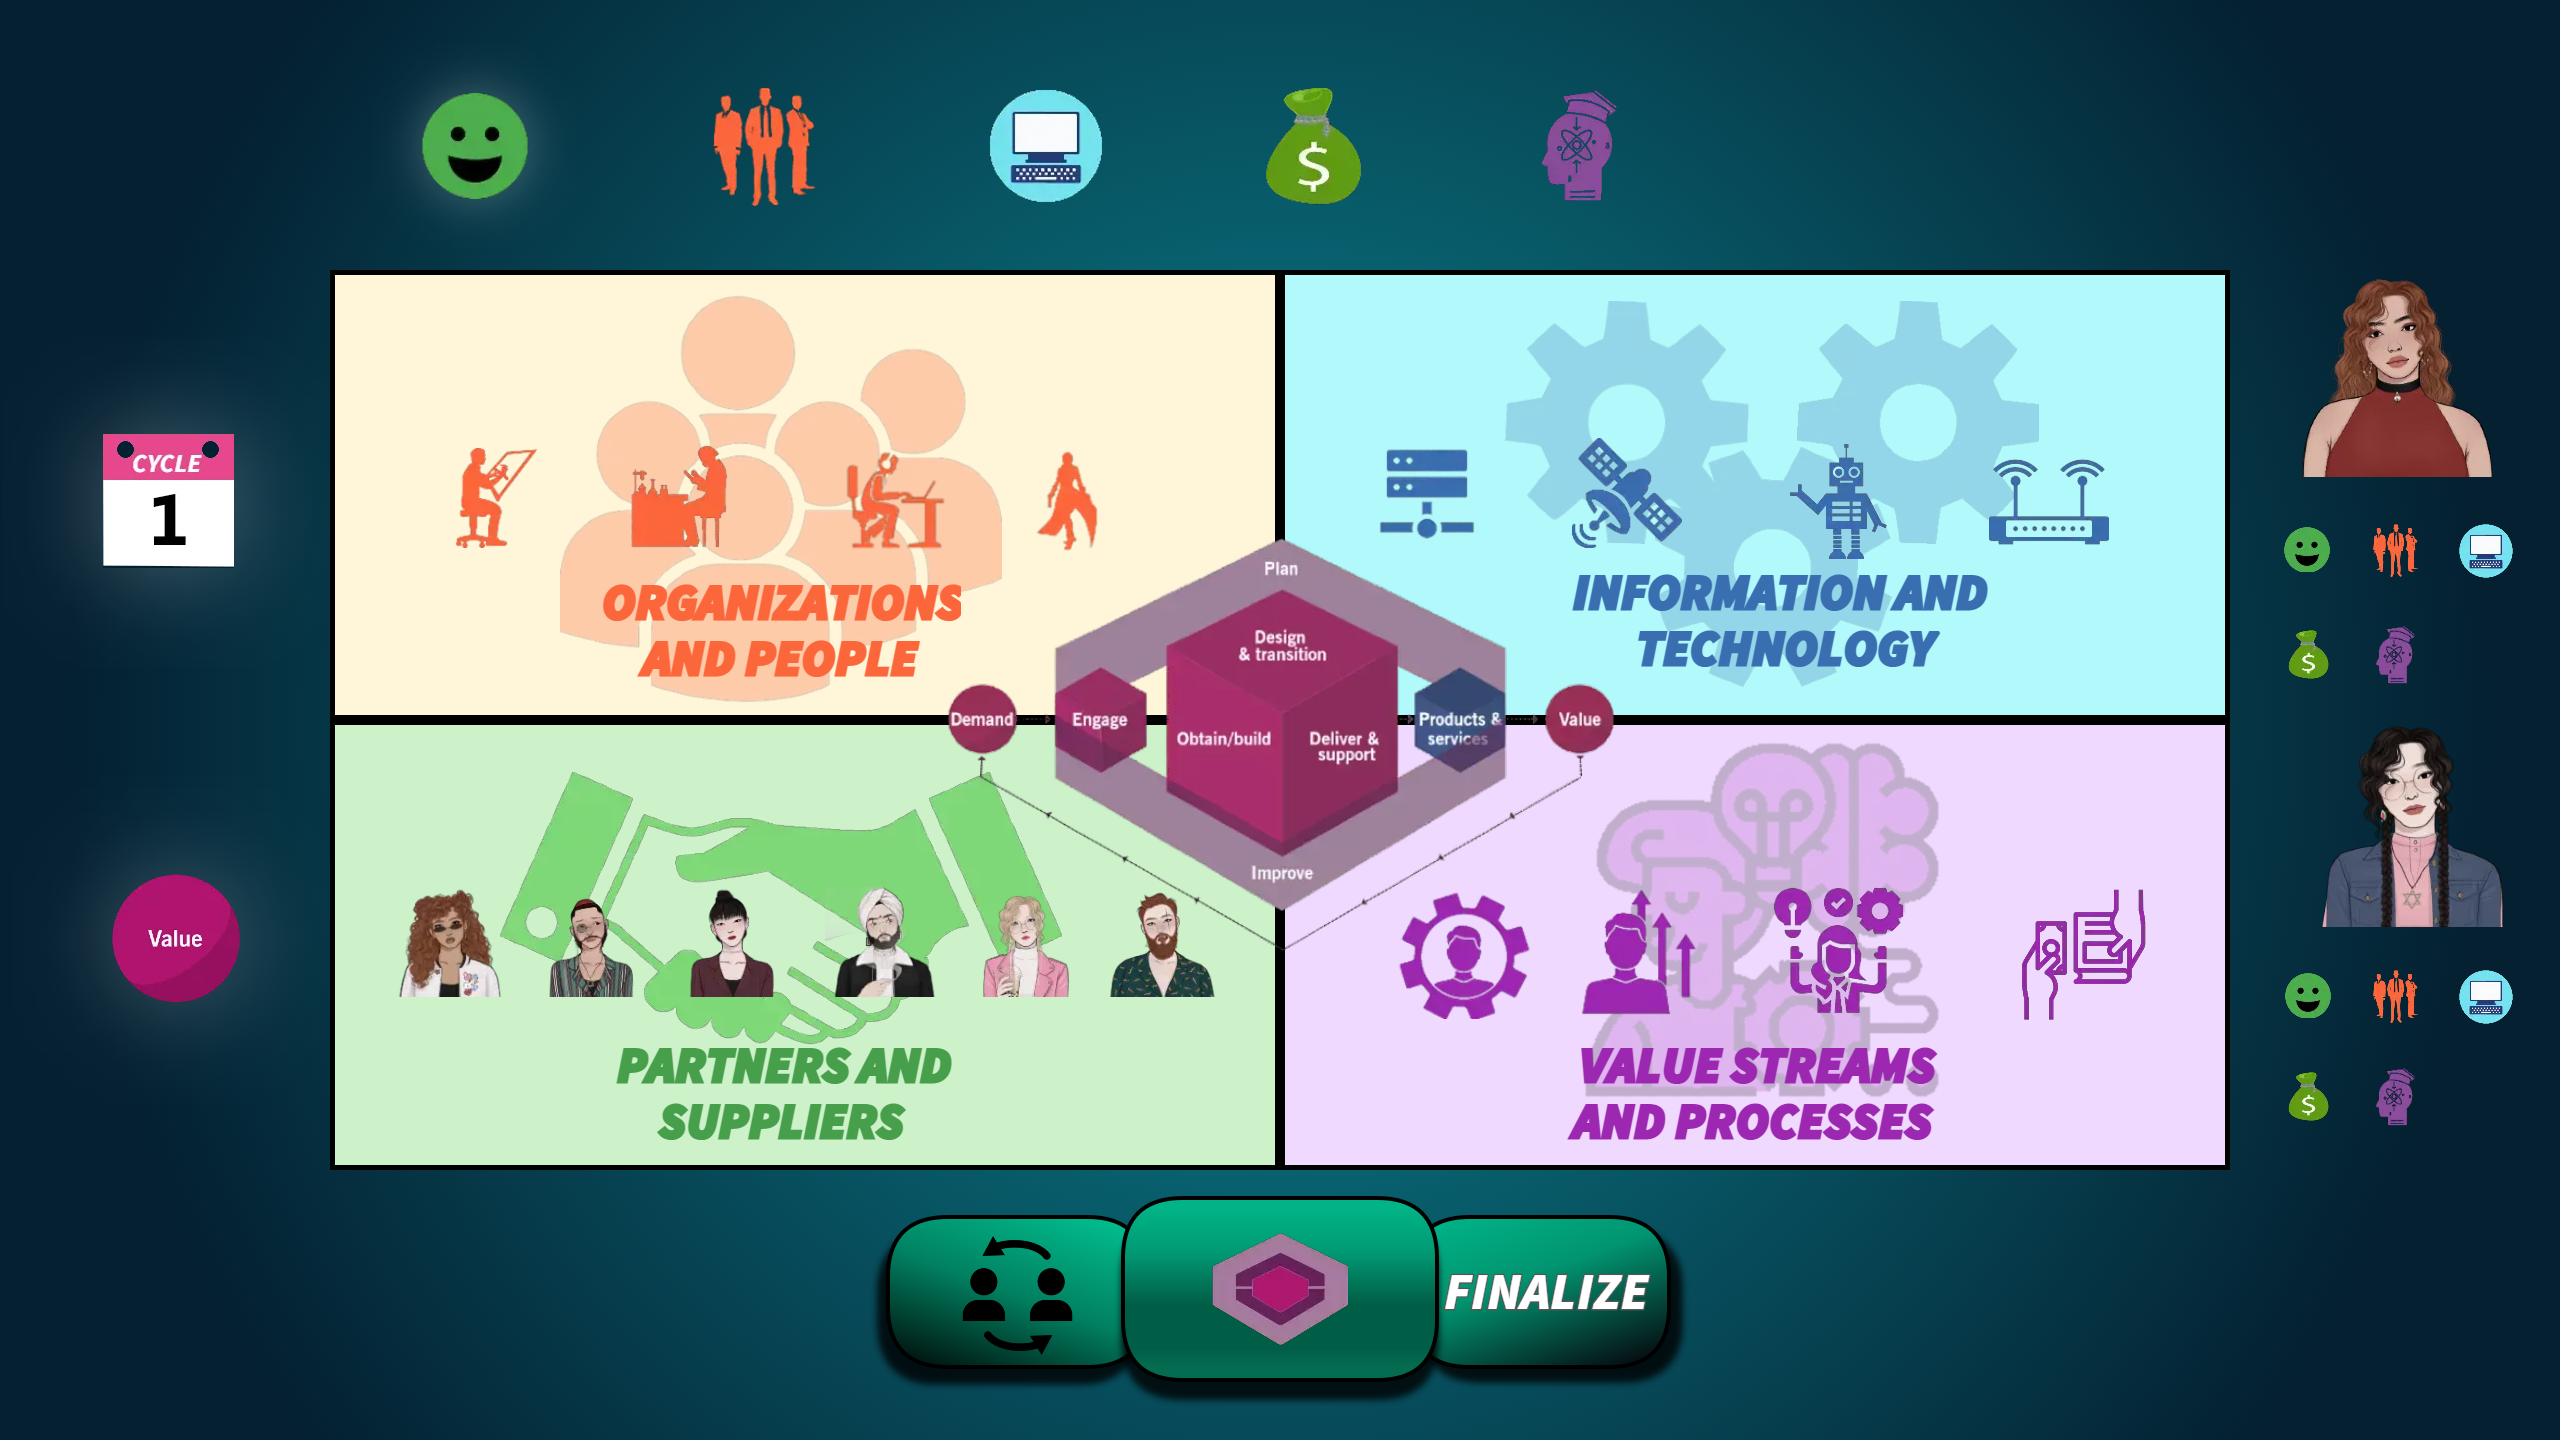 CYCLE
1
ORGANIZATIONS
AND PEOPLE
INFORMATION AND
TECHNOLOGY
Plan
Design
& transition
Demand
Engage
Obtain/build
Deliver &
support
Products &
services
Value
Improve
Value
PARTNERS AND
SUPPLIERS
VALUE STREAMS
AND PROCESSES
FINALIZE